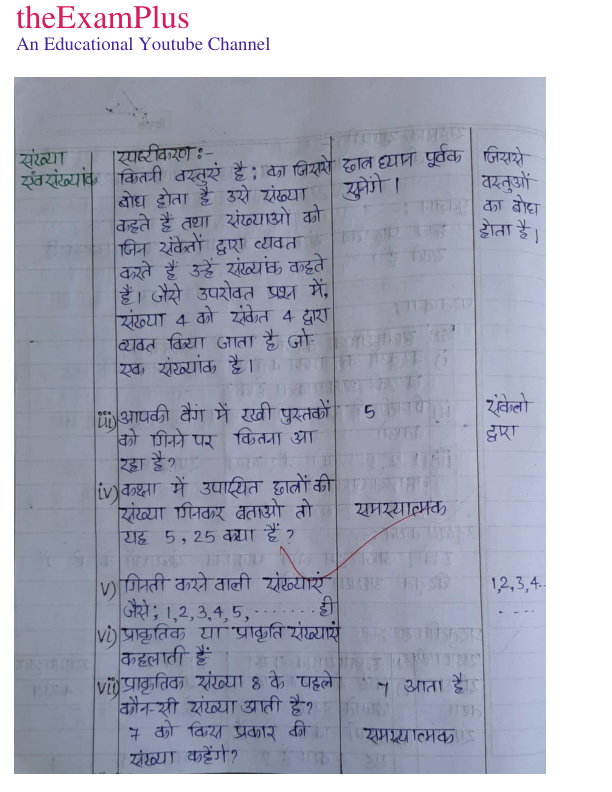 theExamPlus
An Educational Youtube Channel
संख्या
एवं संख्यांक
स्पष्टीकरण :-
कितनी वस्तुएं है; का जिससे
बोध होता है उसे संख्या
कहते हैं तथा संख्याओं को
जिन संकेतों द्वारा व्यक्त
करते हैं उन्हें संख्यांक कहते
हैं। जैसे उपरोक्त प्रश्न में,
संख्या 4 को संकेत 4 द्वारा
व्यक्त किया जाता है जो
एक संख्यांक है।
छात्र ध्यान पूर्वक
सुनेंगे।
जिससे
वस्तुओं
का बोध
होता है।
iii) आपकी बैग में रखी पुस्तकों
को गिनने पर कितना आ
रहा है?
5
संकेतो
द्वारा
iv) कक्षा में उपस्थित छात्रों की
संख्या गिनकर बताओ तो
यह 5, 25 क्या हैं?
समस्यात्मक
v) गिनती करने वाली संख्याएं
जैसे; 1,2,3,4,5, ........ ही
1,2,3,4..
....
vi) प्राकृतिक या प्राकृति संख्याएं
कहलाती हैं
vii) प्राकृतिक संख्या 8 के पहले
कौन-सी संख्या आती है?
7 आता है
7 को किस प्रकार की
संख्या कहेंगे?
समस्यात्मक